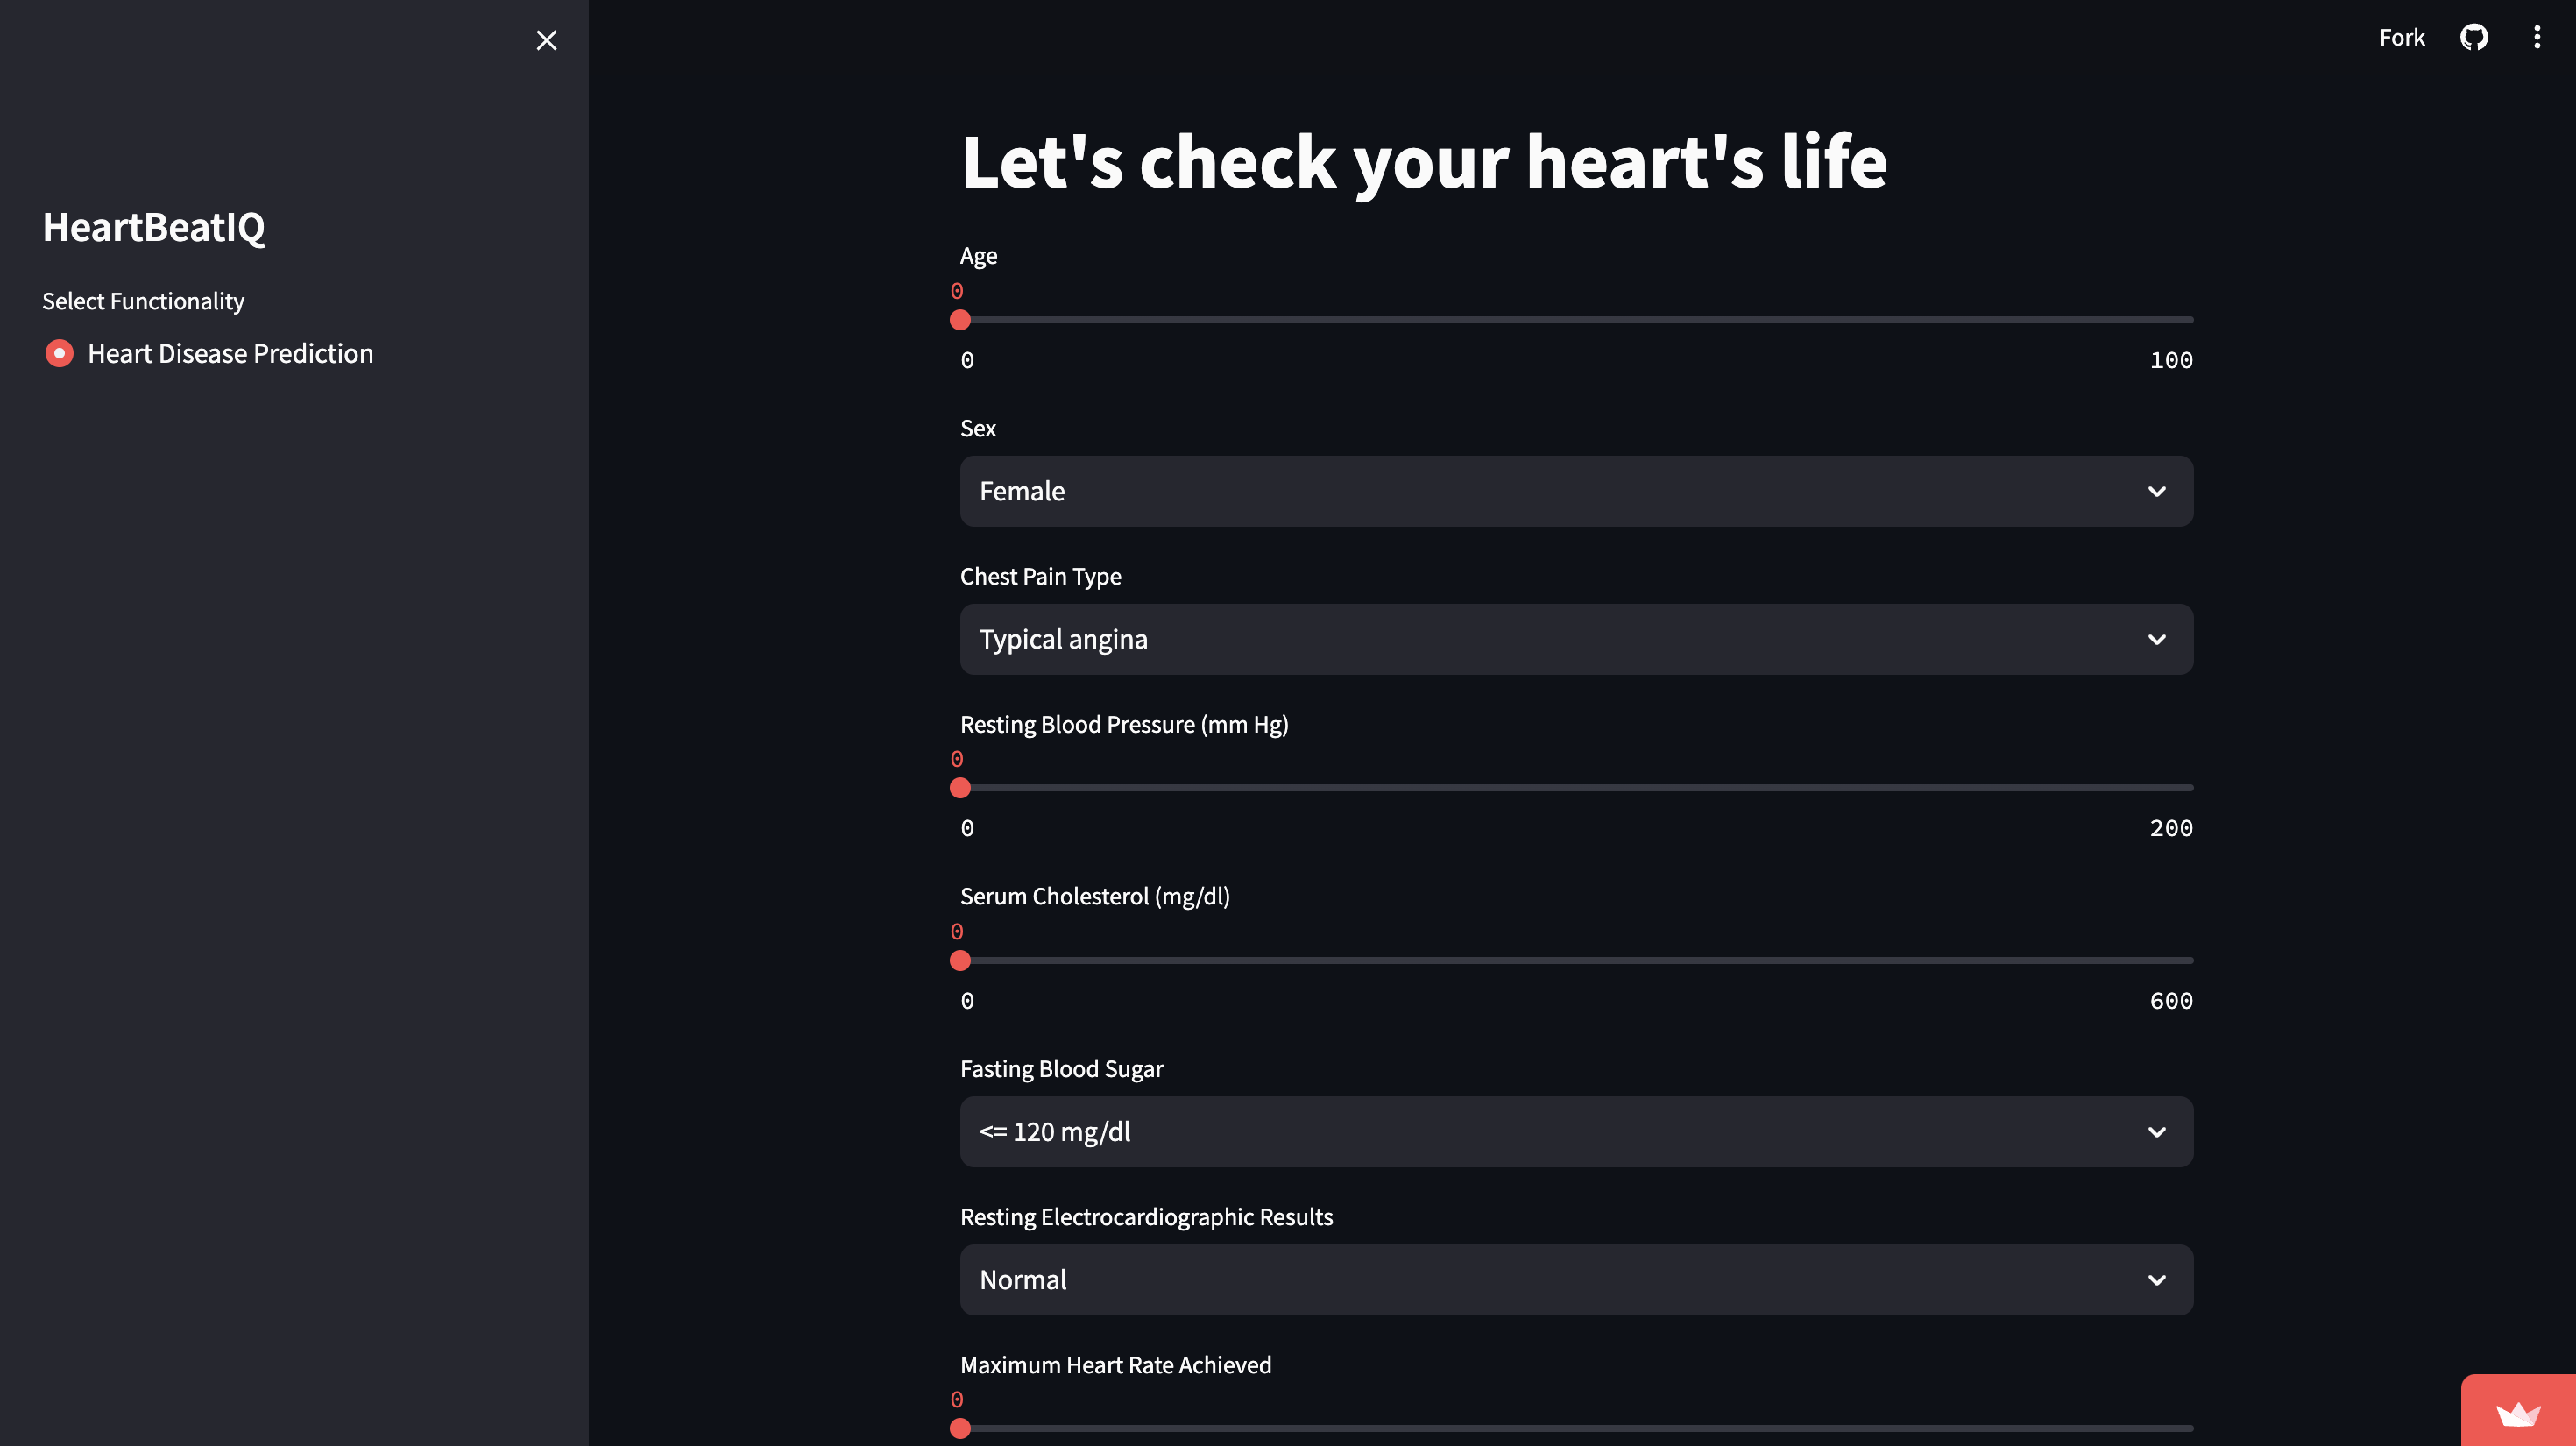 Fork
HeartBeatIQ
Select Functionality
Heart Disease Prediction
Let's check your heart's life
Age
0
0 100
Sex
Female
Chest Pain Type
Typical angina
Resting Blood Pressure (mm Hg)
0
0 200
Serum Cholesterol (mg/dl)
0
0 600
Fasting Blood Sugar
<= 120 mg/dl
Resting Electrocardiographic Results
Normal
Maximum Heart Rate Achieved
0